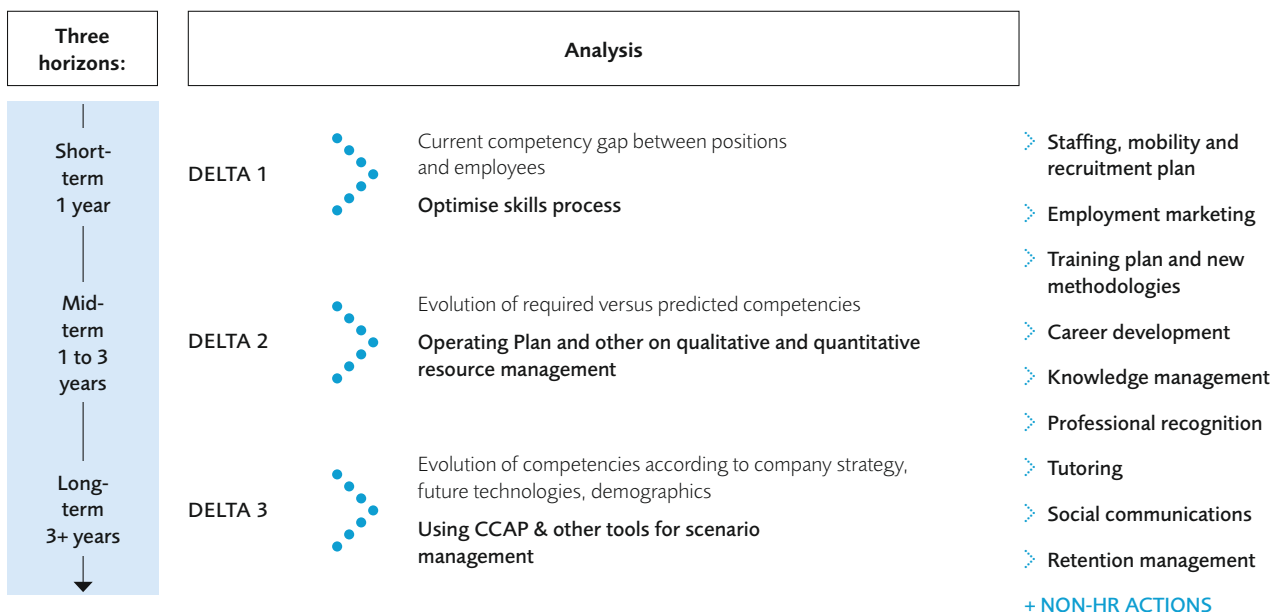 Three
horizons:
Analysis
Short-
term
1 year
DELTA 1
Current competency gap between positions
and employees
Optimise skills process
Mid-
term
1 to 3
years
DELTA 2
Evolution of required versus predicted competencies
Operating Plan and other on qualitative and quantitative
resource management
Long-
term
3+ years
DELTA 3
Evolution of competencies according to company strategy,
future technologies, demographics
Using CCAP & other tools for scenario
management
Staffing, mobility and
recruitment plan
Employment marketing
Training plan and new
methodologies
Career development
Knowledge management
Professional recognition
Tutoring
Social communications
Retention management
+ NON-HR ACTIONS